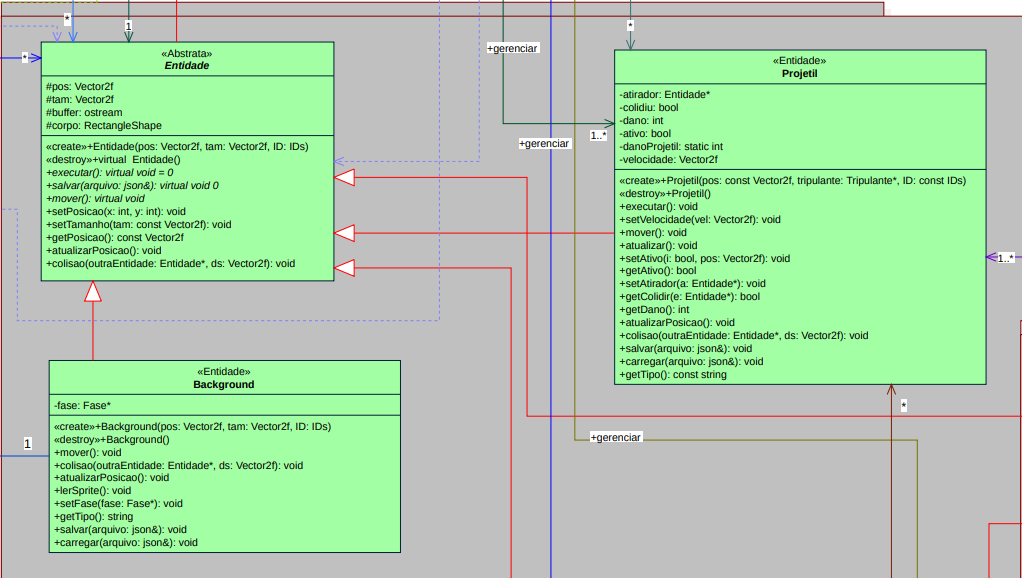 *
1
*
«Abstrata»
Entidade
#pos: Vector2f
#tam: Vector2f
#buffer: ostream
#corpo: RectangleShape
«create»+Entidade(pos: Vector2f, tam: Vector2f, ID: IDs)
«destroy»+virtual  Entidade()
+executar(): virtual void = 0
+salvar(arquivo: json&): virtual void 0
+mover(): virtual void
+setPosicao(x: int, y: int): void
+setTamanho(tam: const Vector2f): void
+getPosicao(): const Vector2f
+atualizarPosicao(): void
+colisao(outraEntidade: Entidade*, ds: Vector2f): void
+gerenciar
1..*
+gerenciar
*
«Entidade»
Projetil
-atirador: Entidade*
-colidiu: bool
-dano: int
-ativo: bool
-danoProjetil: static int
-velocidade: Vector2f
«create»+Projetil(pos: const Vector2f, tripulante: Tripulante*, ID: const IDs)
«destroy»+Projetil()
+executar(): void
+setVelocidade(vel: Vector2f): void
+mover(): void
+atualizar(): void
+setAtivo(i: bool, pos: Vector2f): void
+getAtivo(): bool
+setAtirador(a: Entidade*): void
+getColidir(e: Entidade*): bool
+getDano(): int
+atualizarPosicao(): void
+colisao(outraEntidade: Entidade*, ds: Vector2f): void
+salvar(arquivo: json&): void
+carregar(arquivo: json&): void
+getTipo(): const string
1..*
*
+gerenciar
1
«Entidade»
Background
-fase: Fase*
«create»+Background(pos: Vector2f, tam: Vector2f, ID: IDs)
«destroy»+Background()
+mover(): void
+colisao(outraEntidade: Entidade*, ds: Vector2f): void
+atualizarPosicao(): void
+lerSprite(): void
+setFase(fase: Fase*): void
+getTipo(): string
+salvar(arquivo: json&): void
+carregar(arquivo: json&): void